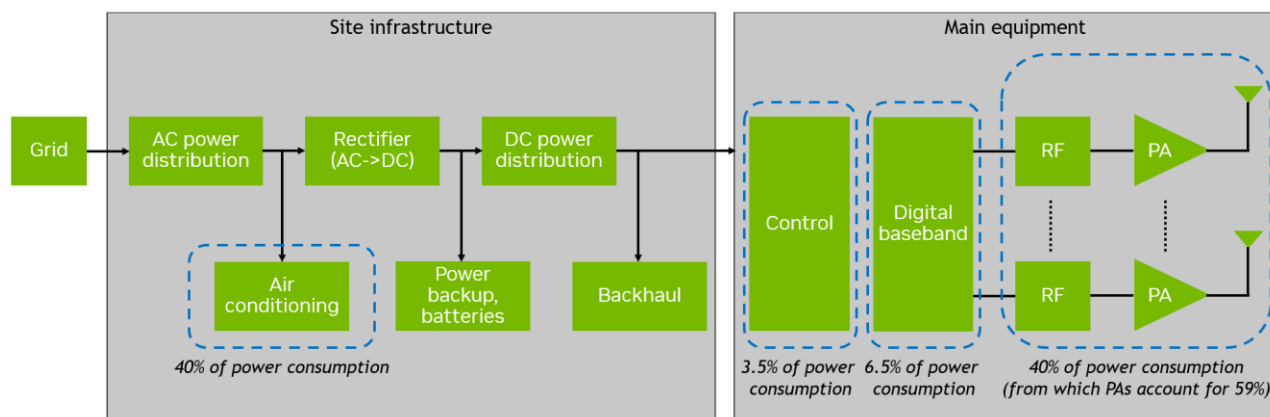 Site infrastructure
Main equipment
Grid
AC power
distribution
Rectifier
(AC->DC)
DC power
distribution
Air
conditioning
40% of power consumption
Power
backup,
batteries
Backhaul
Control
3.5% of power
consumption
Digital
baseband
6.5% of power
consumption
RF
PA
RF
PA
40% of power consumption
(from which PAs account for 59%)